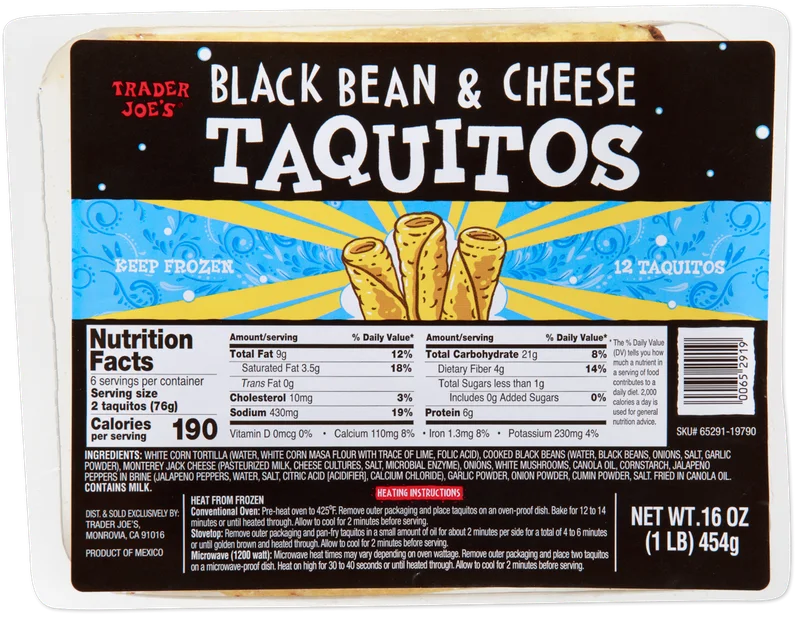 TRADER
JOE'S
BLACK BEAN & CHEESE
TAQUITOS
KEEP FROZEN
12 TAQUITOS
Nutrition
Facts
6 servings per container
Serving size
2 taquitos (76g)
Calories
per serving 190
Amount/serving % Daily Value*
Total Fat 9g 12%
Saturated Fat 3.5g 18%
Trans Fat 0g
Cholesterol 10mg 3%
Sodium 430mg 19%
Amount/serving % Daily Value*
Total Carbohydrate 21g 8%
Dietary Fiber 4g 14%
Total Sugars less than 1g
Includes 0g Added Sugars 0%
Protein 6g
Vitamin D 0mcg 0% • Calcium 110mg 8% • Iron 1.3mg 8% • Potassium 230mg 4%
* The % Daily Value
(DV) tells you how
much a nutrient in
a serving of food
contributes to a
daily diet. 2,000
calories a day is
used for general
nutrition advice.
0065 2919
SKU# 65291-19790
INGREDIENTS: WHITE CORN TORTILLA (WATER, WHITE CORN MASA FLOUR WITH TRACE OF LIME, FOLIC ACID), COOKED BLACK BEANS (WATER, BLACK BEANS, ONIONS, SALT, GARLIC
POWDER), MONTEREY JACK CHEESE (PASTEURIZED MILK, CHEESE CULTURES, SALT, MICROBIAL ENZYME), ONIONS, WHITE MUSHROOMS, CANOLA OIL, CORNSTARCH, JALAPENO
PEPPERS IN BRINE (JALAPENO PEPPERS, WATER, SALT, CITRIC ACID [ACIDIFIER], CALCIUM CHLORIDE), GARLIC POWDER, ONION POWDER, CUMIN POWDER, SALT. FRIED IN CANOLA OIL.
CONTAINS MILK.
HEATING INSTRUCTIONS
DIST. & SOLD EXCLUSIVELY BY:
TRADER JOE'S,
MONROVIA, CA 91016
PRODUCT OF MEXICO
HEAT FROM FROZEN
Conventional Oven: Pre-heat oven to 425°F. Remove outer packaging and place taquitos on an oven-proof dish. Bake for 12 to 14
minutes or until heated through. Allow to cool for 2 minutes before serving.
Stovetop: Remove outer packaging and pan-fry taquitos in a small amount of oil for about 2 minutes per side for a total of 4 to 6 minutes
or until golden brown and heated through. Allow to cool for 2 minutes before serving.
Microwave (1200 watt): Microwave heat times may vary depending on oven wattage. Remove outer packaging and place two taquitos
on a microwave-proof dish. Heat on high for 30 to 40 seconds or until heated through. Allow to cool for 2 minutes before serving.
NET WT.16 OZ
(1 LB) 454g